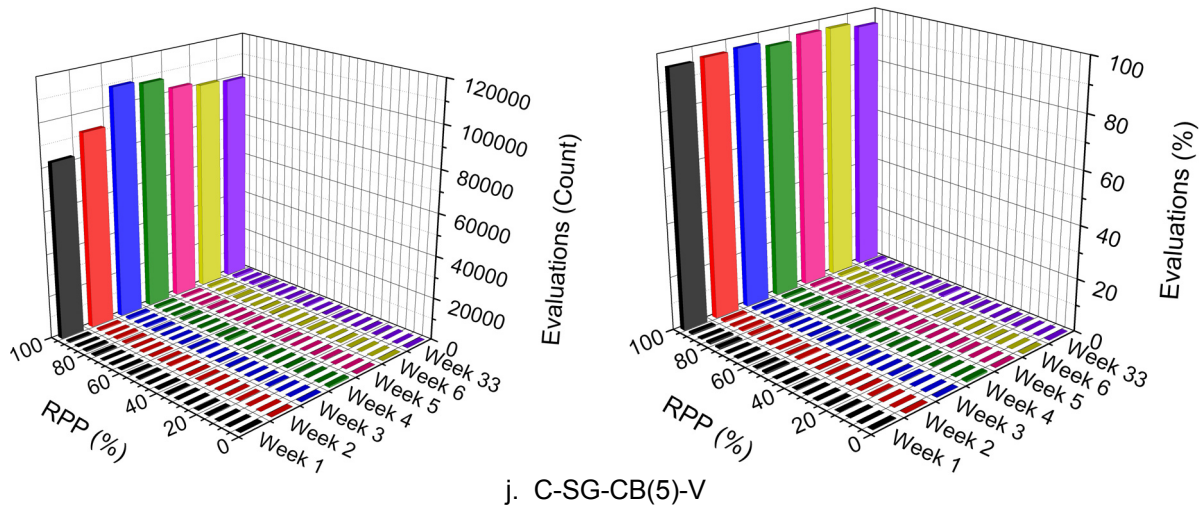 120000
100000
80000
60000
40000
20000
0
Evaluations (Count)
100
80
60
40
20
0
RPP (%)
Week 1
Week 2
Week 3
Week 4
Week 5
Week 6
Week 33
100
80
60
40
20
0
Evaluations (%)
100
80
60
40
20
0
RPP (%)
Week 1
Week 2
Week 3
Week 4
Week 5
Week 6
Week 33
j. C-SG-CB(5)-V